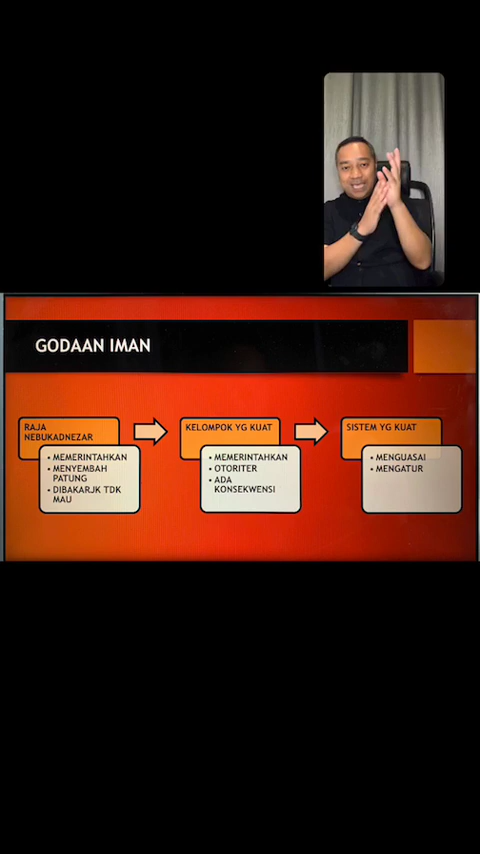 GODAAN IMAN
RAJA
NEBUKADNEZAR
• MEMERINTAHKAN
• MENYEMBAH
PATUNG
• DIBAKARJK TDK
MAU
KELOMPOK YG KUAT
• MEMERINTAHKAN
• OTORITER
• ADA
KONSEKWENSI
SISTEM YG KUAT
• MENGUASAI
• MENGATUR